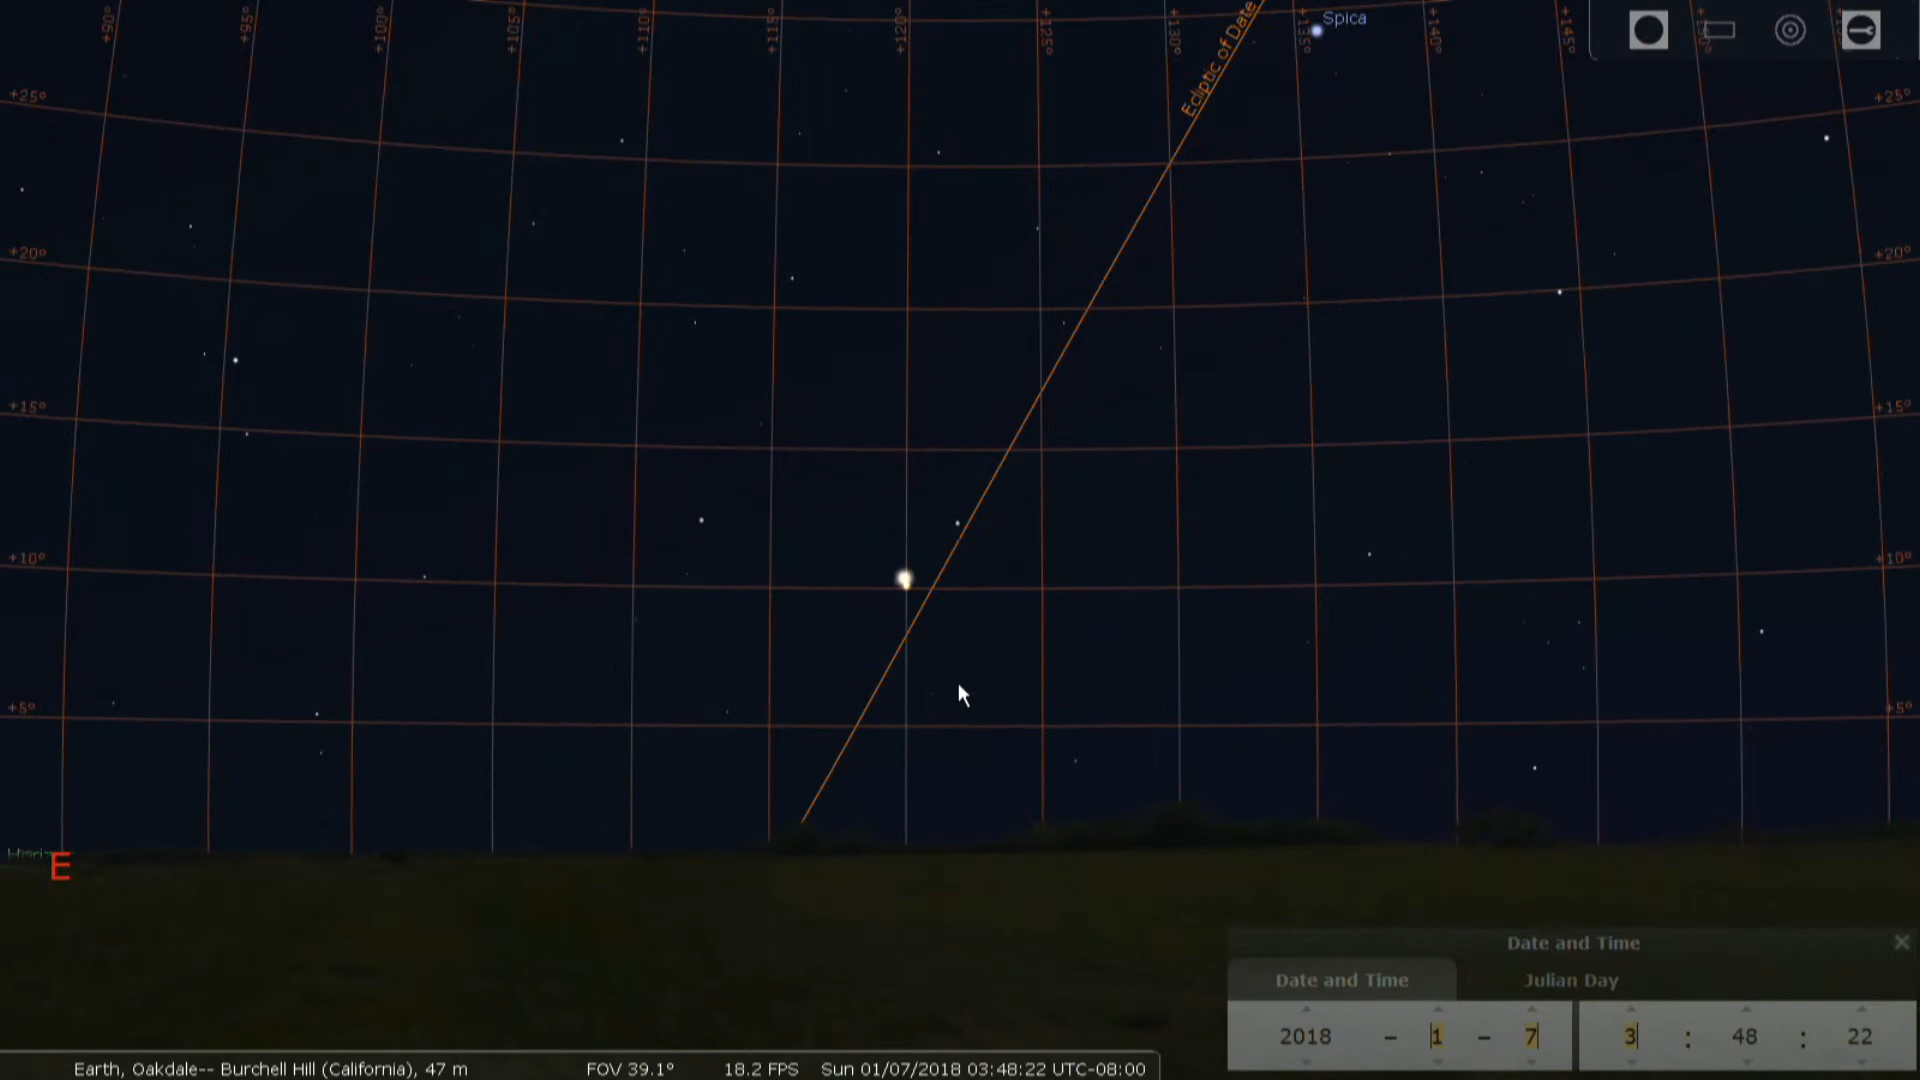 +90°
+95°
+100°
+105°
+110°
+115°
+120°
+125°
+130°
+135°
+140°
+145°
Ecliptic of Date
Spica
+25°
+25°
+20°
+20°
+15°
+15°
+10°
+10°
+5°
+5°
E
Date and Time
Date and Time
Julian Day
2018 - 1 - 7
3 : 48 : 22
Earth, Oakdale-- Burchell Hill (California), 47 m
FOV 39.1°
18.2 FPS
Sun 01/07/2018 03:48:22 UTC-08:00